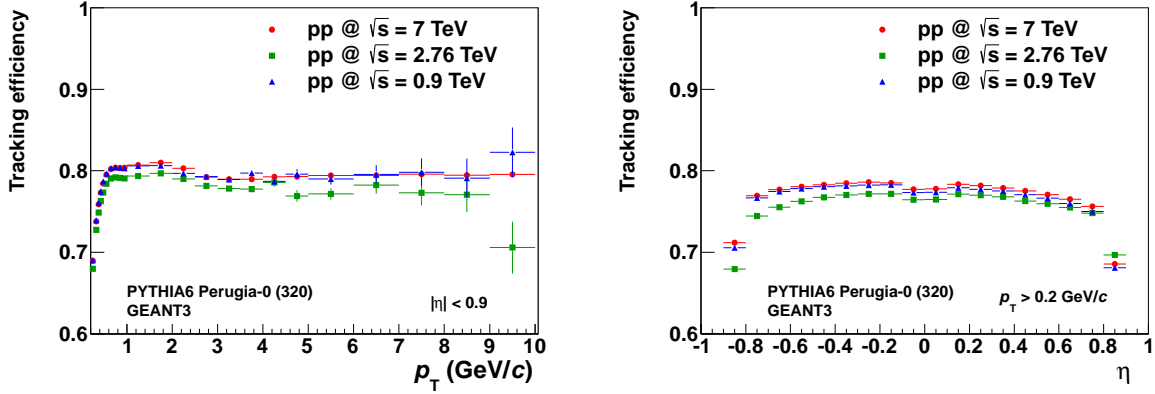 Tracking efficiency
1
0.9
0.8
0.7
0.6
pp @ √s = 7 TeV
pp @ √s = 2.76 TeV
pp @ √s = 0.9 TeV
PYTHIA6 Perugia-0 (320)
GEANT3
|η| < 0.9
1 2 3 4 5 6 7 8 9 10
pT (GeV/c)
Tracking efficiency
1
0.9
0.8
0.7
0.6
pp @ √s = 7 TeV
pp @ √s = 2.76 TeV
pp @ √s = 0.9 TeV
PYTHIA6 Perugia-0 (320)
GEANT3
pT > 0.2 GeV/c
-1 -0.8 -0.6 -0.4 -0.2 0 0.2 0.4 0.6 0.8 1
η